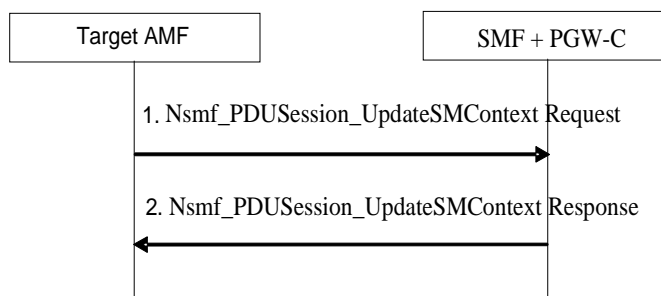 Target AMF
SMF + PGW-C
1. Nsmf_PDUSession_UpdateSMContext Request
2. Nsmf_PDUSession_UpdateSMContext Response